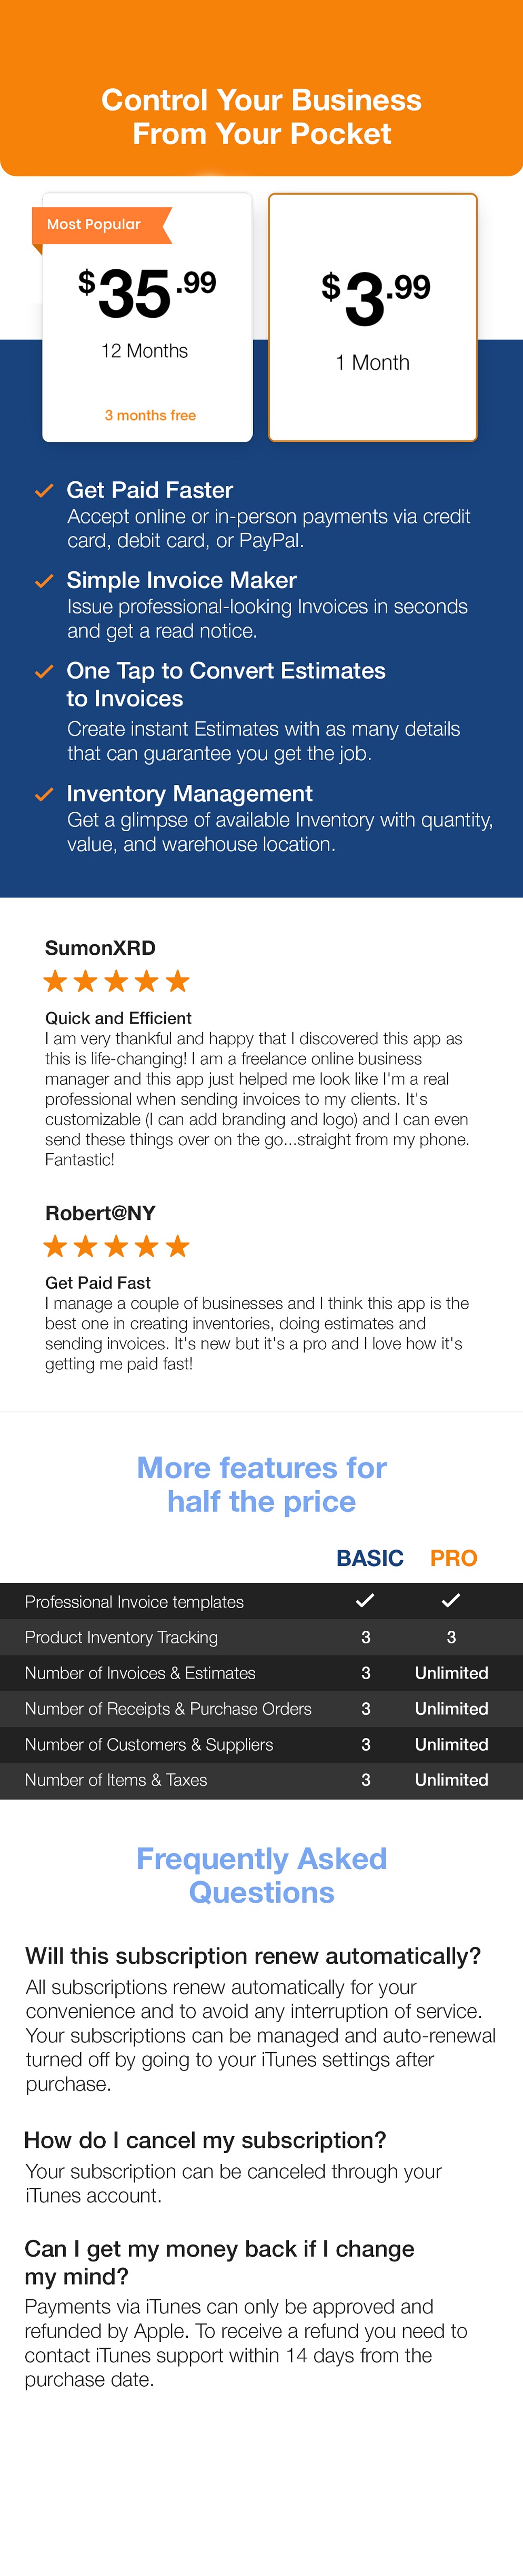 Control Your Business
From Your Pocket
Most Popular
$35.99
12 Months
3 months free
$3.99
1 Month
Get Paid Faster
Accept online or in-person payments via credit
card, debit card, or PayPal.
Simple Invoice Maker
Issue professional-looking Invoices in seconds
and get a read notice.
One Tap to Convert Estimates
to Invoices
Create instant Estimates with as many details
that can guarantee you get the job.
Inventory Management
Get a glimpse of available Inventory with quantity,
value, and warehouse location.
SumonXRD
Quick and Efficient
I am very thankful and happy that I discovered this app as
this is life-changing! I am a freelance online business
manager and this app just helped me look like I'm a real
professional when sending invoices to my clients. It's
customizable (I can add branding and logo) and I can even
send these things over on the go...straight from my phone.
Fantastic!
Robert@NY
Get Paid Fast
I manage a couple of businesses and I think this app is the
best one in creating inventories, doing estimates and
sending invoices. It's new but it's a pro and I love how it's
getting me paid fast!
More features for
half the price
BASIC PRO
Professional Invoice templates
Product Inventory Tracking 3 3
Number of Invoices & Estimates 3 Unlimited
Number of Receipts & Purchase Orders 3 Unlimited
Number of Customers & Suppliers 3 Unlimited
Number of Items & Taxes 3 Unlimited
Frequently Asked
Questions
Will this subscription renew automatically?
All subscriptions renew automatically for your
convenience and to avoid any interruption of service.
Your subscriptions can be managed and auto-renewal
turned off by going to your iTunes settings after
purchase.
How do I cancel my subscription?
Your subscription can be canceled through your
iTunes account.
Can I get my money back if I change
my mind?
Payments via iTunes can only be approved and
refunded by Apple. To receive a refund you need to
contact iTunes support within 14 days from the
purchase date.